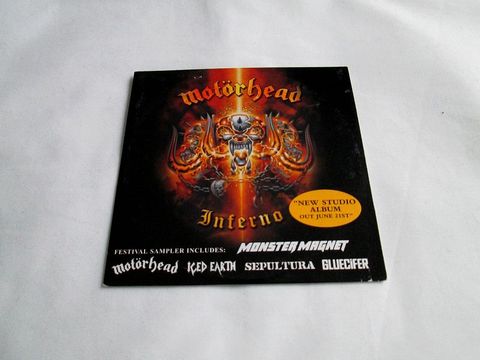 Motörhead
Inferno
"NEW STUDIO
ALBUM
OUT JUNE 21ST"
FESTIVAL SAMPLER INCLUDES: MONSTER MAGNET
motörhead ICED EARTH SEPULTURA GLUECIFER